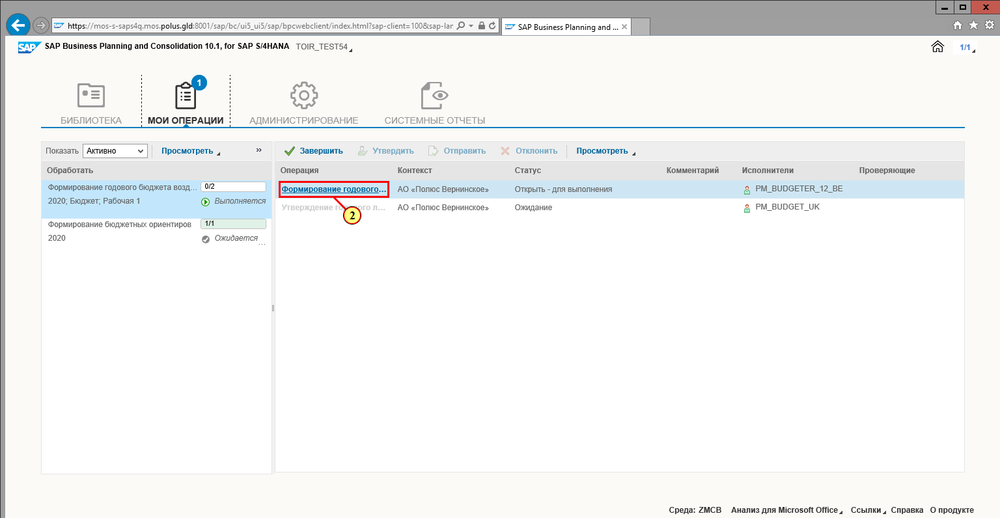 https://mos-s-saps4q.mos.polus.gld:8001/sap/bc/ui5_ui5/sap/bpcwebclient/index.html?sap-client=100&sap-lar
SAP Business Planning and ...
SAP SAP Business Planning and Consolidation 10.1, for SAP S/4HANA TOIR_TEST54
1/1
1
БИБЛИОТЕКА МОИ ОПЕРАЦИИ АДМИНИСТРИРОВАНИЕ СИСТЕМНЫЕ ОТЧЕТЫ
Показать Активно Просмотреть »
Завершить Утвердить Отправить Отклонить Просмотреть
Обработать
Операция Контекст Статус Комментарий Исполнители Проверяющие
Формирование годового бюджета возд... 0/2
2020; Бюджет; Рабочая 1 Выполняется
Формирование бюджетных ориентиров 1/1
2020 Ожидается ...
Формирование годового... АО «Полюс Вернинское» Открыть - для выполнения PM_BUDGETER_12_BE
Утверждение годового л... АО «Полюс Вернинское» Ожидание PM_BUDGET_UK
2
Среда: ZMCB Анализ для Microsoft Office Ссылки Справка О продукте